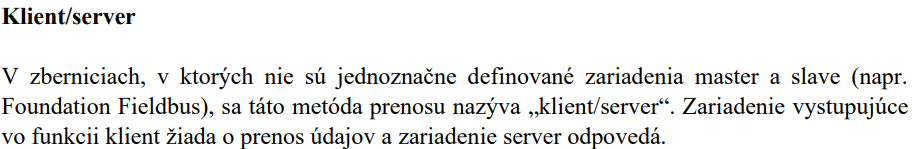 Klient/server
V zberniciach, v ktorých nie sú jednoznačne definované zariadenia master a slave (napr.
Foundation Fieldbus), sa táto metóda prenosu nazýva „klient/server“. Zariadenie vystupujúce
vo funkcii klient žiada o prenos údajov a zariadenie server odpovedá.